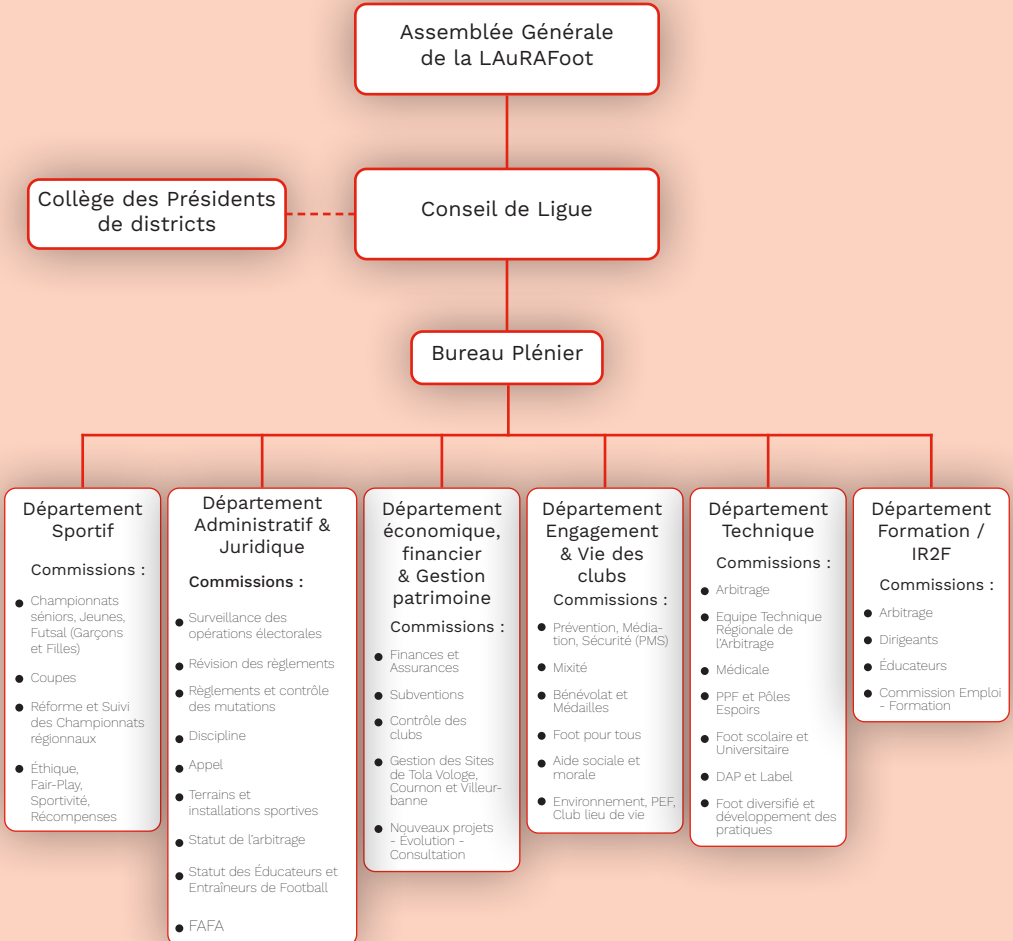 Assemblée Générale
de la LAuRAFoot
Collège des Présidents
de districts
Conseil de Ligue
Bureau Plénier
Département
Sportif
Commissions :
Championnats
séniors, Jeunes,
Futsal (Garçons
et Filles)
Coupes
Réforme et Suivi
des Championnats
régionnaux
Éthique,
Fair-Play,
Sportivité,
Récompenses
Département
Administratif &
Juridique
Commissions :
Surveillance des
opérations électorales
Révision des règlements
Règlements et contrôle
des mutations
Discipline
Appel
Terrains et
installations sportives
Statut de l'arbitrage
Statut des Éducateurs et
Entraîneurs de Football
FAFA
Département
économique,
financier
& Gestion
patrimoine
Commissions :
Finances et
Assurances
Subventions
Contrôle des
clubs
Gestion des Sites
de Tola Vologe,
Cournon et Villeur-
banne
Nouveaux projets
- Évolution -
Consultation
Département
Engagement
& Vie des
clubs
Commissions :
Prévention, Média-
tion, Sécurité (PMS)
Mixité
Bénévolat et
Médailles
Foot pour tous
Aide sociale et
morale
Environnement, PEF,
Club lieu de vie
Département
Technique
Commissions :
Arbitrage
Equipe Technique
Régionale de
l'Arbitrage
Médicale
PPF et Pôles
Espoirs
Foot scolaire et
Universitaire
DAP et Label
Foot diversifié et
développement des
pratiques
Département
Formation /
IR2F
Commissions :
Arbitrage
Dirigeants
Éducateurs
Commission Emploi
- Formation